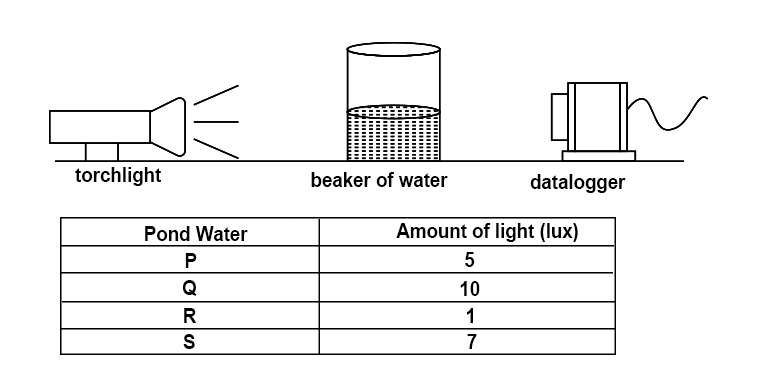 torchlight
beaker of water
datalogger
Pond Water Amount of light (lux)
P 5
Q 10
R 1
S 7